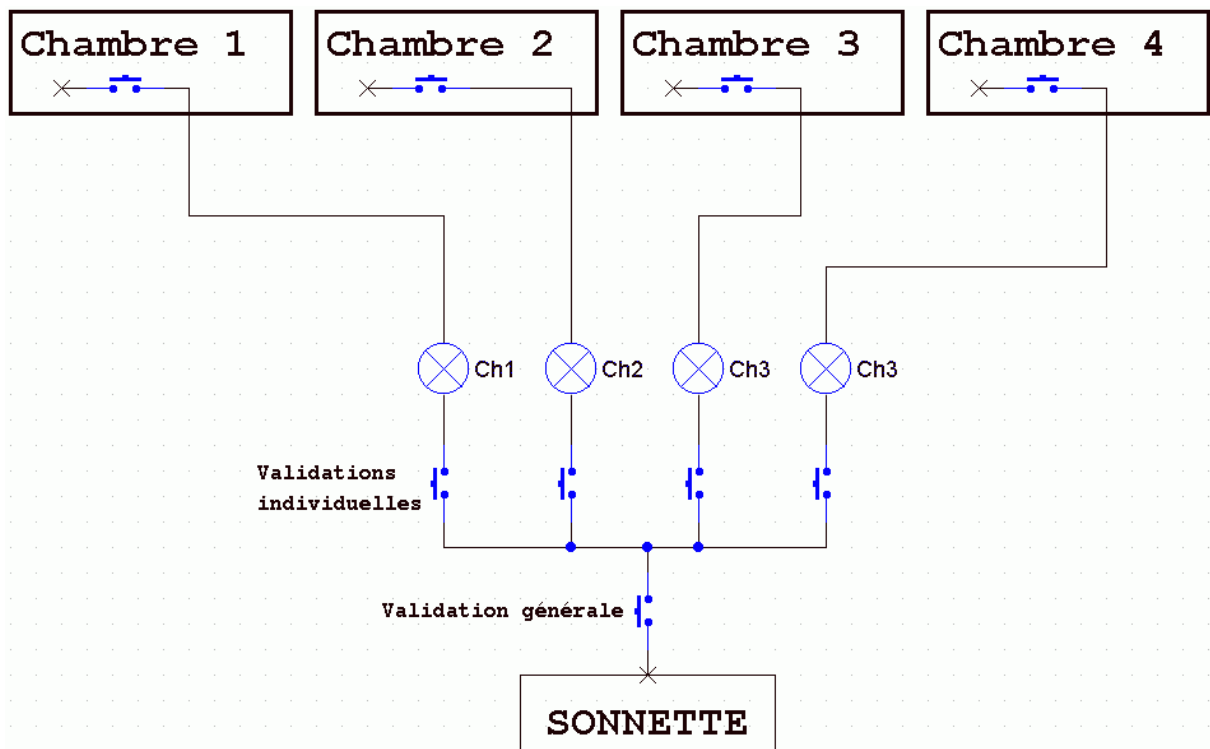 Chambre 1
Chambre 2
Chambre 3
Chambre 4
Ch1
Ch2
Ch3
Ch3
Validations
individuelles
Validation générale
SONNETTE